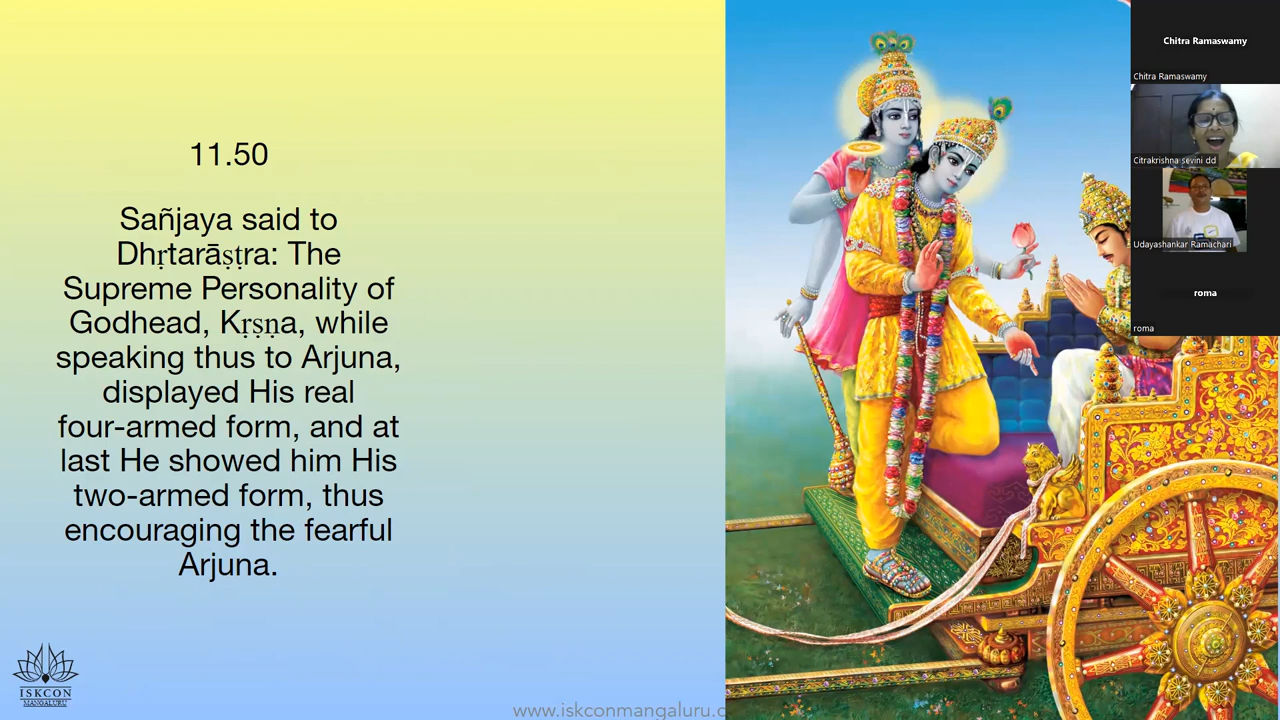 11.50
Sañjaya said to
Dhṛtarāṣṭra: The
Supreme Personality of
Godhead, Kṛṣṇa, while
speaking thus to Arjuna,
displayed His real
four-armed form, and at
last He showed him His
two-armed form, thus
encouraging the fearful
Arjuna.
ISKCON
MANGALURU
www.iskconmangaluru.c
Chitra Ramaswamy
Chitra Ramaswamy
Citrakrishna sevini dd
Udayashankar Ramachari
roma
roma